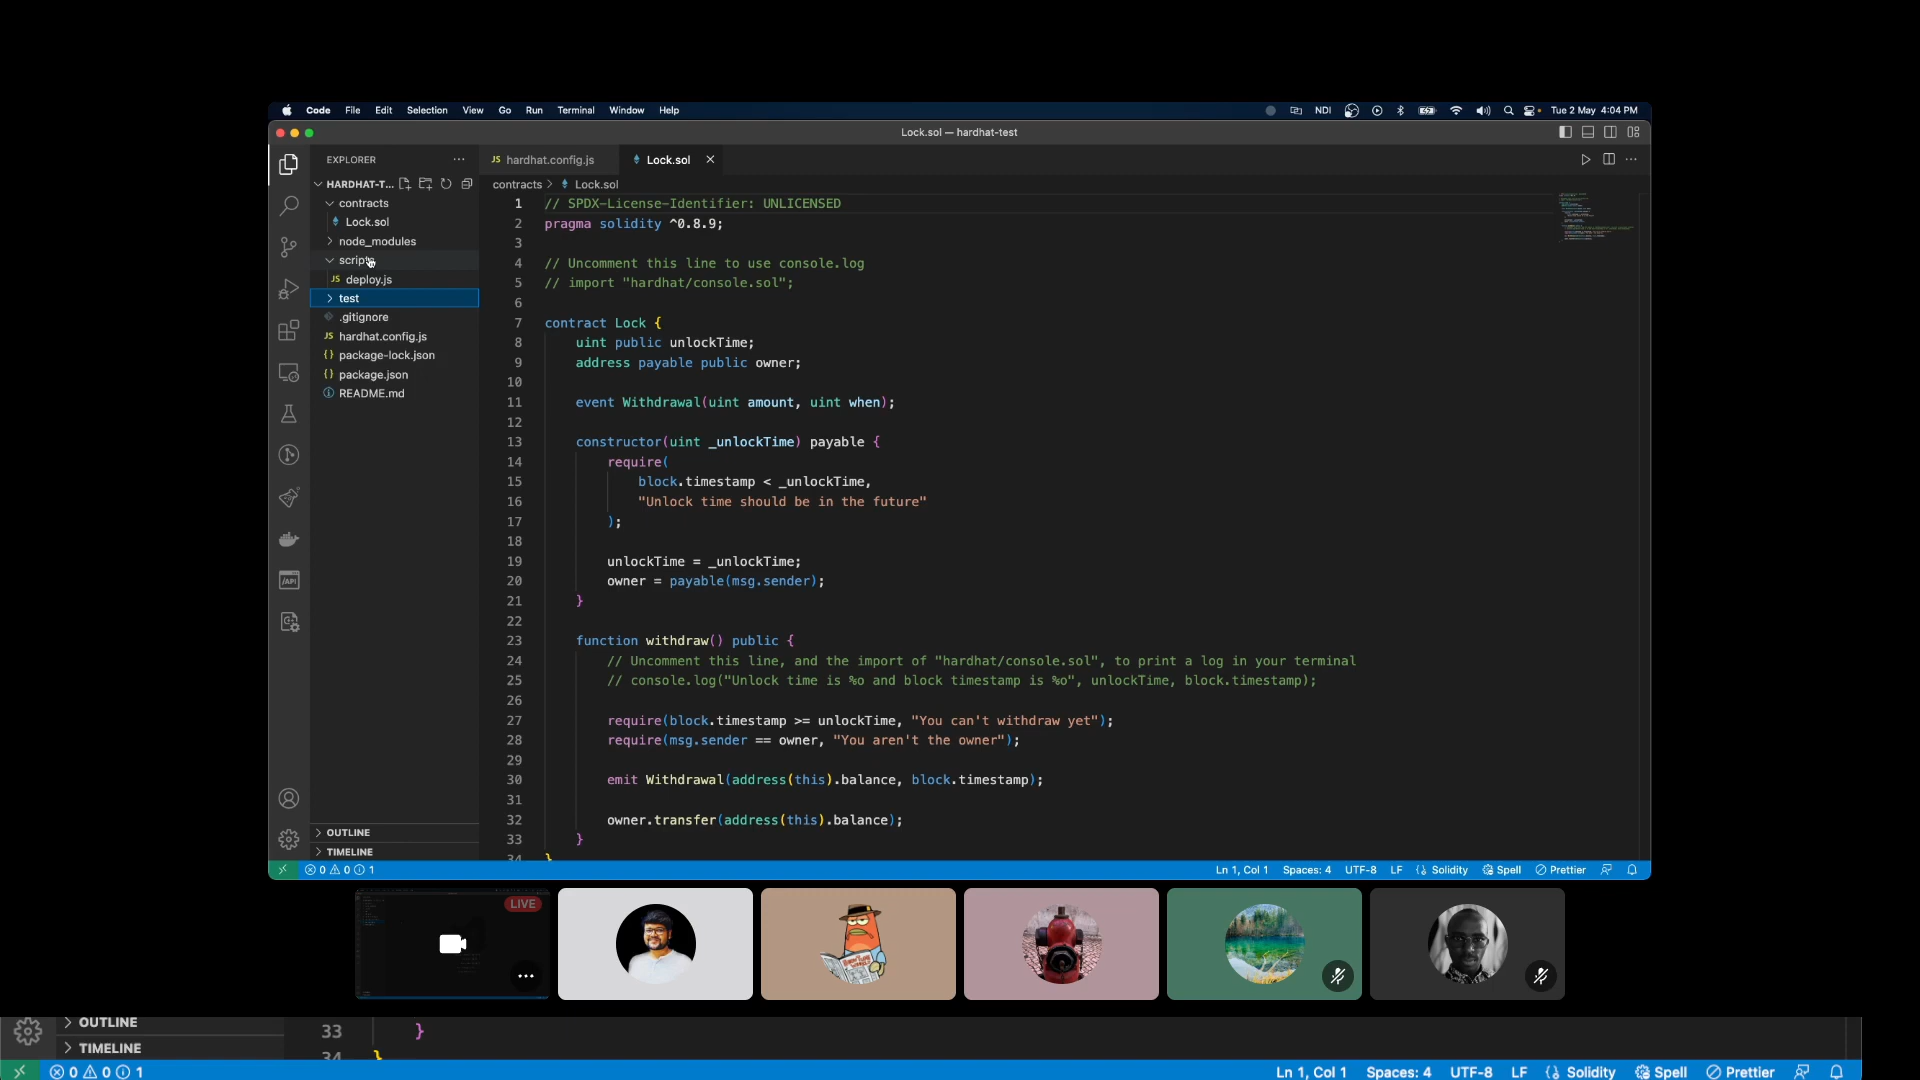 Code File Edit Selection View Go Run Terminal Window Help
NDI Tue 2 May 4:04 PM
Lock.sol — hardhat-test
EXPLORER
HARDHAT-T...
contracts
Lock.sol
node_modules
scripts
JS deploy.js
test
.gitignore
JS hardhat.config.js
{} package-lock.json
{} package.json
README.md
OUTLINE
TIMELINE
JS hardhat.config.js
Lock.sol
contracts > Lock.sol
1 // SPDX-License-Identifier: UNLICENSED
2 pragma solidity ^0.8.9;
3
4 // Uncomment this line to use console.log
5 // import "hardhat/console.sol";
6
7 contract Lock {
8 uint public unlockTime;
9 address payable public owner;
10
11 event Withdrawal(uint amount, uint when);
12
13 constructor(uint _unlockTime) payable {
14 require(
15 block.timestamp < _unlockTime,
16 "Unlock time should be in the future"
17 );
18
19 unlockTime = _unlockTime;
20 owner = payable(msg.sender);
21 }
22
23 function withdraw() public {
24 // Uncomment this line, and the import of "hardhat/console.sol", to print a log in your terminal
25 // console.log("Unlock time is %o and block timestamp is %o", unlockTime, block.timestamp);
26
27 require(block.timestamp >= unlockTime, "You can't withdraw yet");
28 require(msg.sender == owner, "You aren't the owner");
29
30 emit Withdrawal(address(this).balance, block.timestamp);
31
32 owner.transfer(address(this).balance);
33 }
34 }
0 0 1
Ln 1, Col 1 Spaces: 4 UTF-8 LF {} Solidity Spell Prettier
LIVE
OUTLINE
TIMELINE
33 }
34 }
0 0 1
Ln 1, Col 1 Spaces: 4 UTF-8 LF {} Solidity Spell Prettier